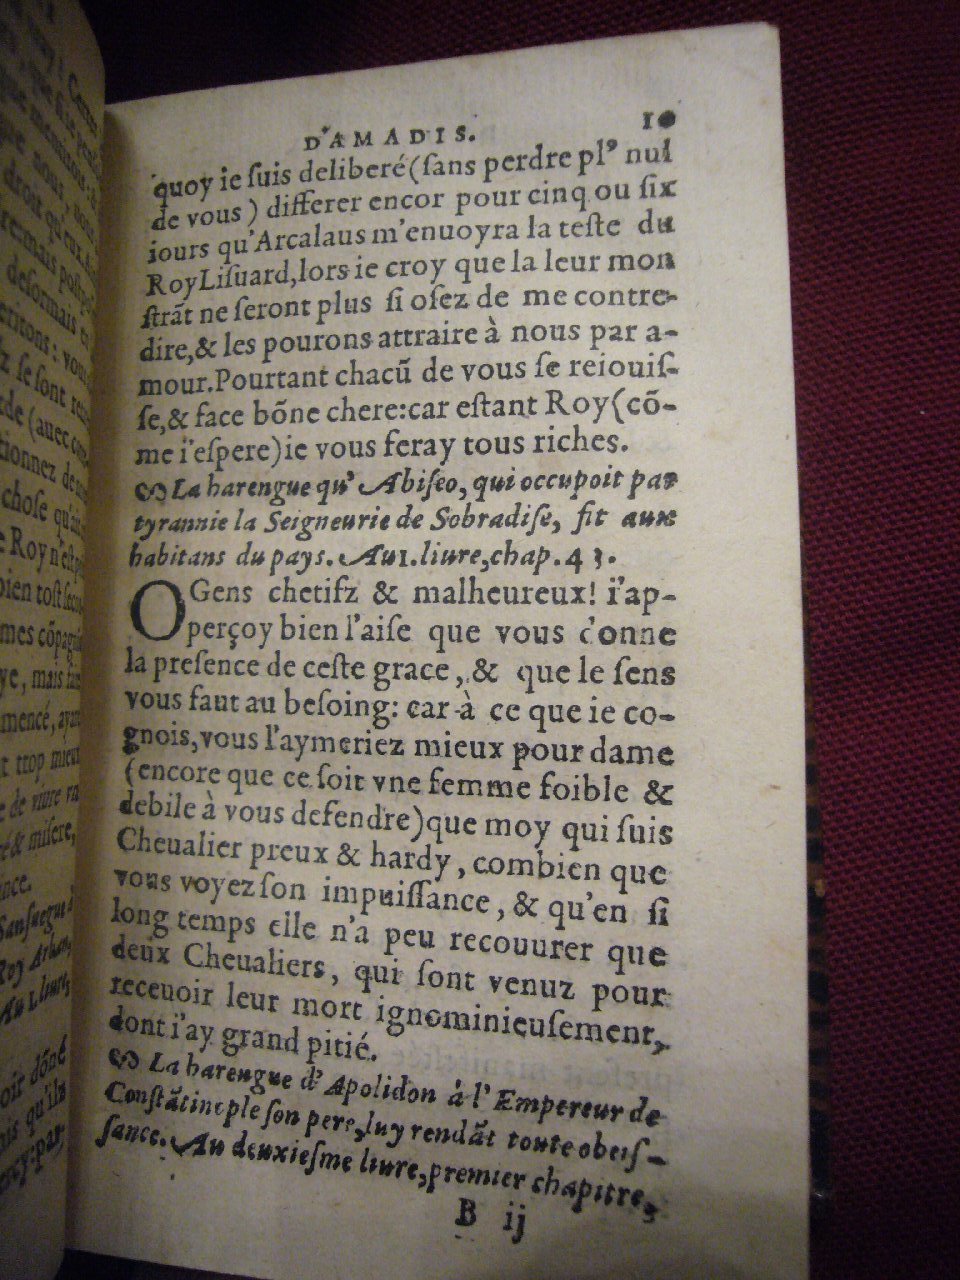 D'AMADIS. 10
quoy ie suis deliberé (sans perdre plꝰ nul
de vous) differer encor pour cinq ou six
iours qu'Arcalaus m'enuoyra la teste du
Roy Lisuard, lors ie croy que la leur mon
strãt ne seront plus si osez de me contre-
dire, & les pourons attraire à nous par a-
mour. Pourtant chacũ de vous se reiouis-
se, & face bõne chere: car estant Roy (cõ-
me i'espere) ie vous feray tous riches.
La harengue qu' Abiseo, qui occupoit par
tyrannie la Seigneurie de Sobradise, fit aux
habitans du pays. Au 1. liure, chap. 43.
O Gens chetifz & malheureux! i'ap-
perçoy bien l'aise que vous donne
la presence de ceste grace, & que le sens
vous faut au besoing: car à ce que ie co-
gnois, vous l'aymeriez mieux pour dame
(encore que ce soit vne femme foible &
debile à vous defendre) que moy qui suis
Cheualier preux & hardy, combien que
vous voyez son impuissance, & qu'en si
long temps elle n'a peu recouurer que
deux Cheualiers, qui sont venuz pour
receuoir leur mort ignominieusement,
dont i'ay grand pitié.
La harengue d'Apolidon à l'Empereur de
Constãtinople son pere, luy rendãt toute obeis-
sance. Au deuxiesme liure, premier chapitre,
B ij